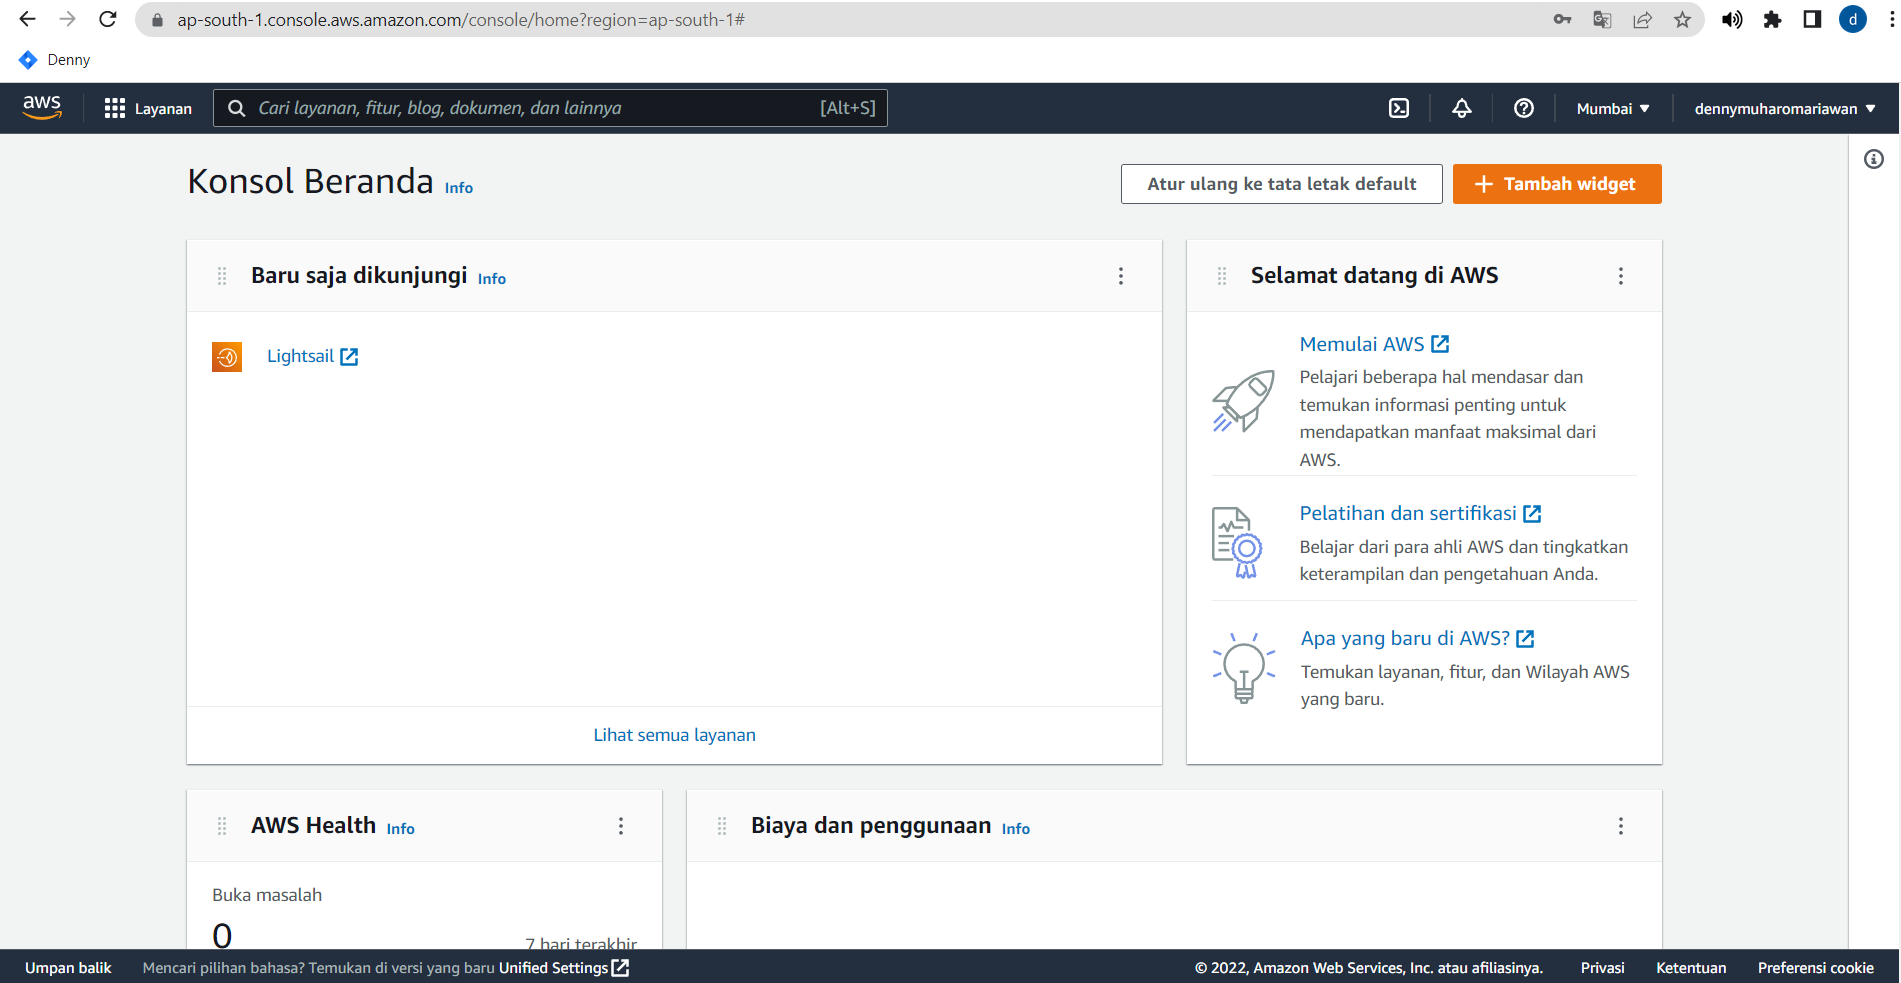 ap-south-1.console.aws.amazon.com/console/home?region=ap-south-1#
d
Denny
aws
Layanan
Cari layanan, fitur, blog, dokumen, dan lainnya
[Alt+S]
Mumbai
dennymuharomariawan
Konsol Beranda Info
Atur ulang ke tata letak default
Tambah widget
Baru saja dikunjungi Info
Lightsail
Lihat semua layanan
Selamat datang di AWS
Memulai AWS
Pelajari beberapa hal mendasar dan
temukan informasi penting untuk
mendapatkan manfaat maksimal dari
AWS.
Pelatihan dan sertifikasi
Belajar dari para ahli AWS dan tingkatkan
keterampilan dan pengetahuan Anda.
Apa yang baru di AWS?
Temukan layanan, fitur, dan Wilayah AWS
yang baru.
AWS Health Info
Buka masalah
0
7 hari terakhir
Biaya dan penggunaan Info
Umpan balik
Mencari pilihan bahasa? Temukan di versi yang baru Unified Settings
© 2022, Amazon Web Services, Inc. atau afiliasinya.
Privasi
Ketentuan
Preferensi cookie